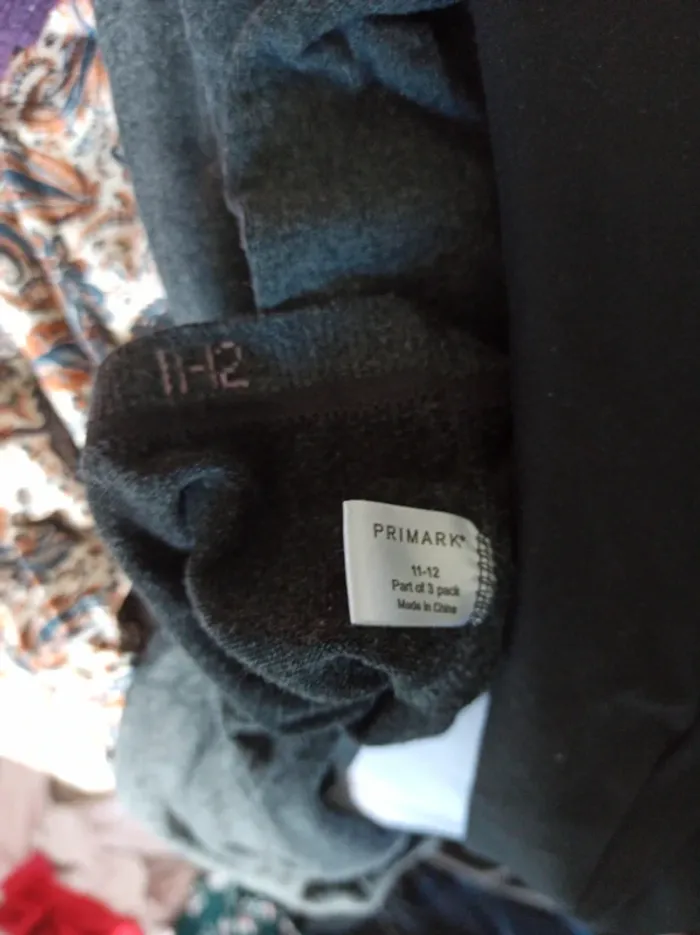 11-12
PRIMARK®
11-12
Part of 3 pack
Made in China